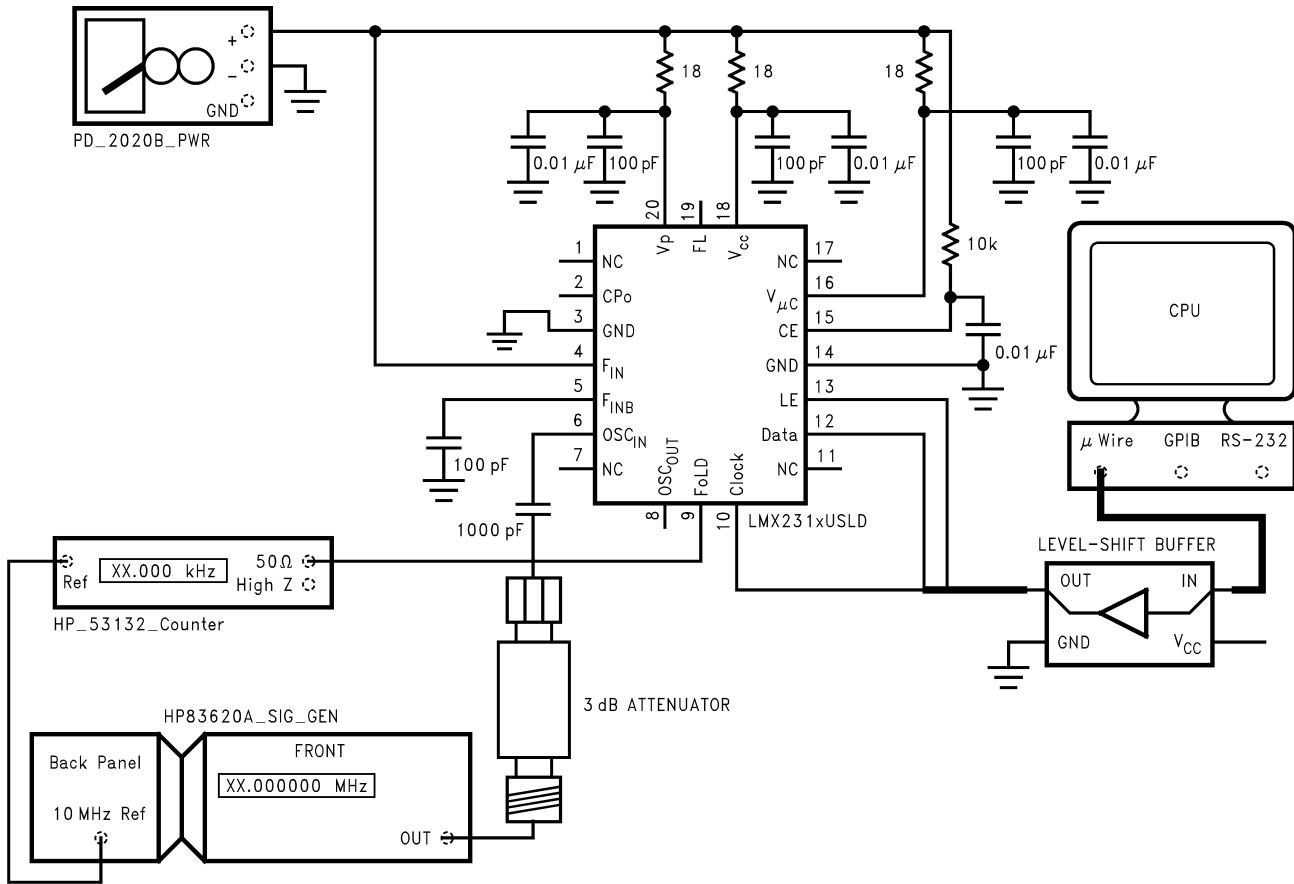 +
−
GND
PD_2020B_PWR
18
18
18
0.01 μF
100 pF
100 pF
0.01 μF
100 pF
0.01 μF
20
19
18
Vp
FL
Vcc
1
NC
2
CPo
3
GND
4
FIN
5
FINB
6
OSCIN
7
NC
NC
17
VμC
16
CE
15
GND
14
LE
13
Data
12
NC
11
OSCOUT
FoLD
Clock
8
9
10
LMX231xUSLD
10k
0.01 μF
100 pF
1000 pF
CPU
μ Wire
GPIB
RS-232
LEVEL-SHIFT BUFFER
OUT
IN
GND
VCC
Ref
XX.000 kHz
50Ω
High Z
HP_53132_Counter
3 dB ATTENUATOR
HP83620A_SIG_GEN
Back Panel
10 MHz Ref
FRONT
XX.000000 MHz
OUT